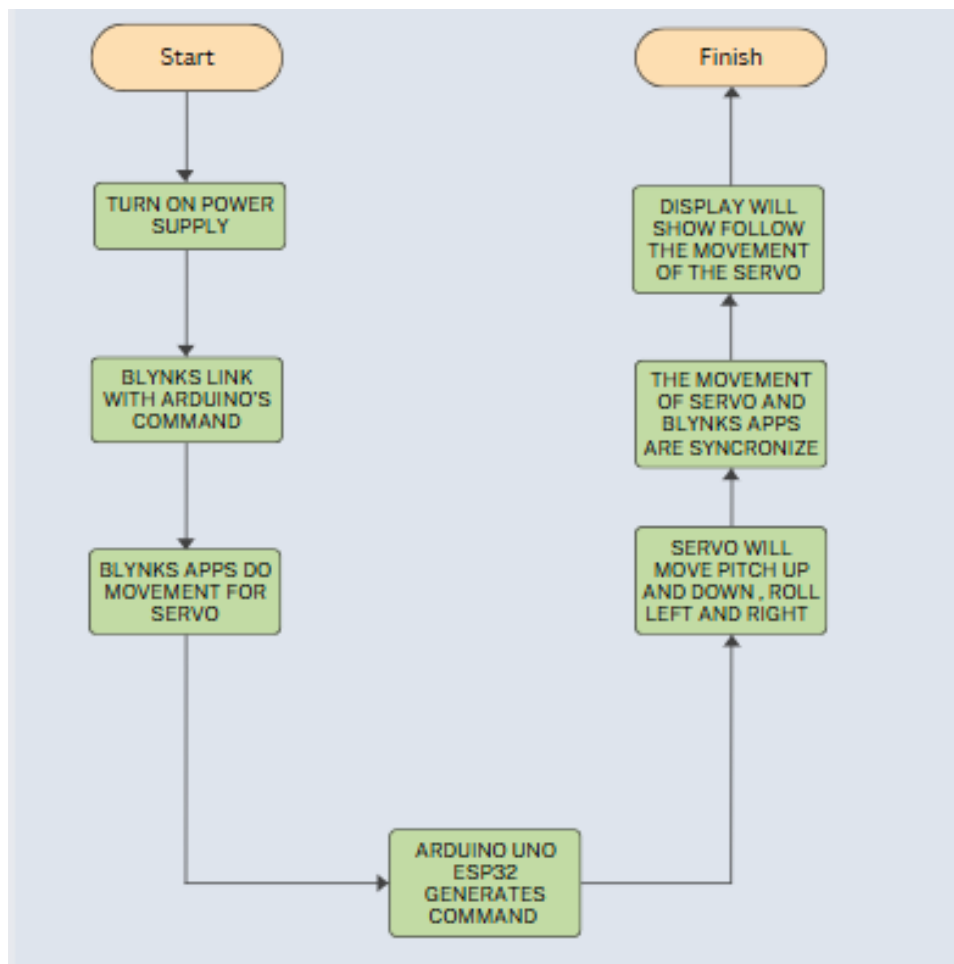 Start
TURN ON POWER
SUPPLY
BLYNKS LINK
WITH ARDUINO'S
COMMAND
BLYNKS APPS DO
MOVEMENT FOR
SERVO
ARDUINO UNO
ESP32
GENERATES
COMMAND
SERVO WILL
MOVE PITCH UP
AND DOWN , ROLL
LEFT AND RIGHT
THE MOVEMENT
OF SERVO AND
BLYNKS APPS
ARE SYNCRONIZE
DISPLAY WILL
SHOW FOLLOW
THE MOVEMENT
OF THE SERVO
Finish